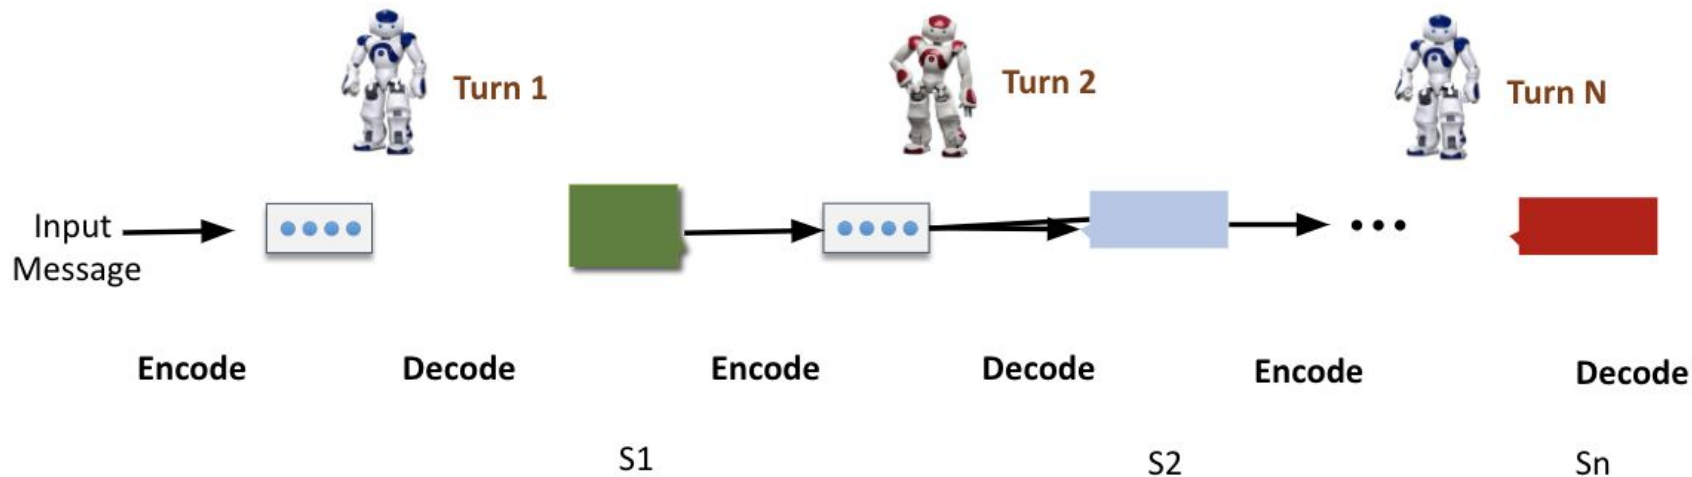 Turn 1
Turn 2
Turn N
Input
Message
Encode
Decode
Encode
Decode
Encode
Decode
S1
S2
Sn